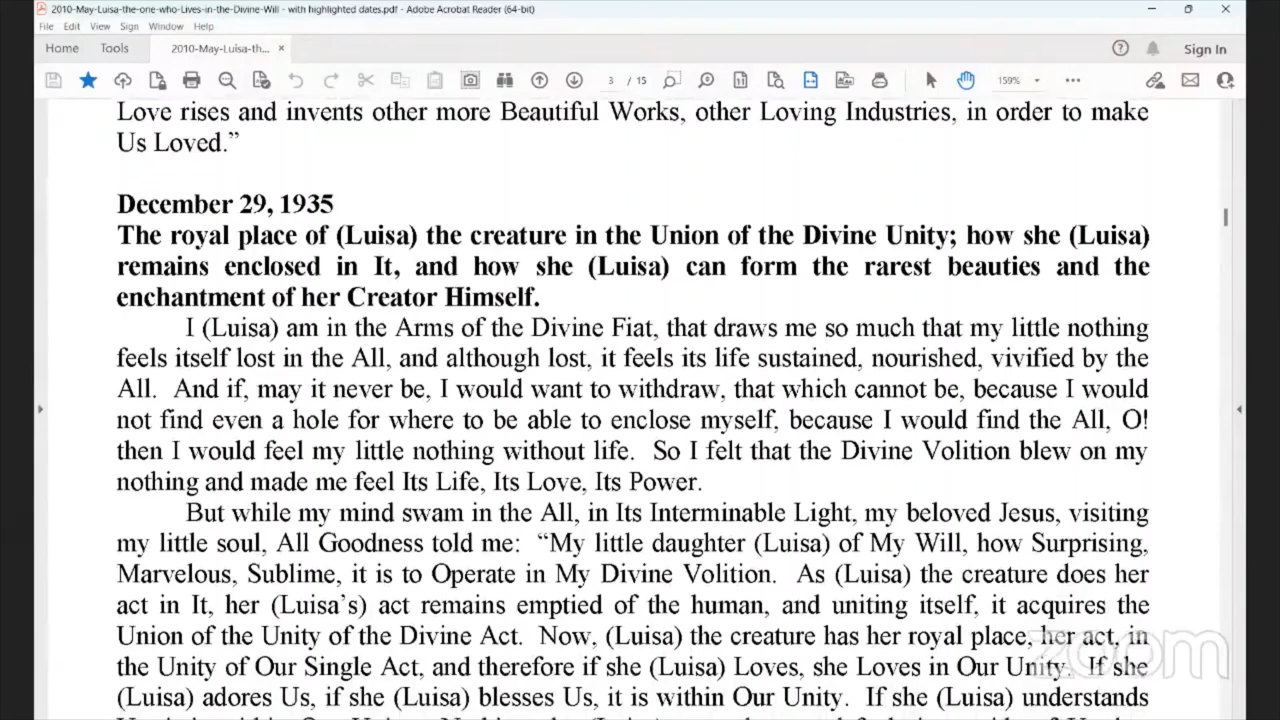 2010-May-Luisa-the-one-who-Lives-in-the-Divine-Will - with highlighted dates.pdf - Adobe Acrobat Reader (64-bit)
File Edit View Sign Window Help
Home Tools 2010-May-Luisa-th... × Sign In
3 / 15 159%
Love rises and invents other more Beautiful Works, other Loving Industries, in order to make
Us Loved.”
December 29, 1935
The royal place of (Luisa) the creature in the Union of the Divine Unity; how she (Luisa)
remains enclosed in It, and how she (Luisa) can form the rarest beauties and the
enchantment of her Creator Himself.
I (Luisa) am in the Arms of the Divine Fiat, that draws me so much that my little nothing
feels itself lost in the All, and although lost, it feels its life sustained, nourished, vivified by the
All. And if, may it never be, I would want to withdraw, that which cannot be, because I would
not find even a hole for where to be able to enclose myself, because I would find the All, O!
then I would feel my little nothing without life. So I felt that the Divine Volition blew on my
nothing and made me feel Its Life, Its Love, Its Power.
But while my mind swam in the All, in Its Interminable Light, my beloved Jesus, visiting
my little soul, All Goodness told me: “My little daughter (Luisa) of My Will, how Surprising,
Marvelous, Sublime, it is to Operate in My Divine Volition. As (Luisa) the creature does her
act in It, her (Luisa’s) act remains emptied of the human, and uniting itself, it acquires the
Union of the Unity of the Divine Act. Now, (Luisa) the creature has her royal place, her act, in
the Unity of Our Single Act, and therefore if she (Luisa) Loves, she Loves in Our Unity. If she
(Luisa) adores Us, if she (Luisa) blesses Us, it is within Our Unity. If she (Luisa) understands
zoom